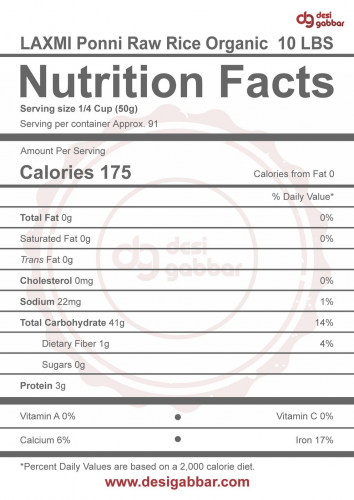 desi
gabbar
LAXMI Ponni Raw Rice Organic 10 LBS
Nutrition Facts
Serving size 1/4 Cup (50g)
Serving per container Approx. 91
Amount Per Serving
Calories 175 Calories from Fat 0
% Daily Value*
Total Fat 0g 0%
Saturated Fat 0g 0%
Trans Fat 0g
desi
gabbar
Cholesterol 0mg 0%
Sodium 22mg 1%
Total Carbohydrate 41g 14%
Dietary Fiber 1g 4%
Sugars 0g
Protein 3g
Vitamin A 0% ● Vitamin C 0%
Calcium 6% ● Iron 17%
*Percent Daily Values are based on a 2,000 calorie diet.
www.desigabbar.com